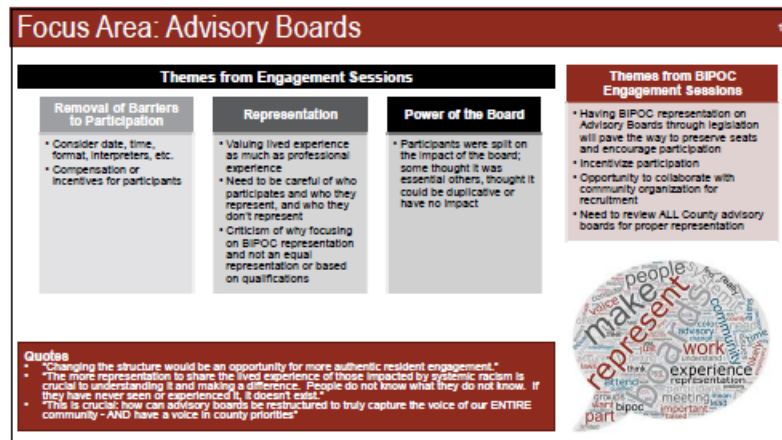 Focus Area: Advisory Boards
Themes from Engagement Sessions
Removal of Barriers
to Participation
• Consider date, time,
format, interpreters, etc.
• Compensation or
incentives for participants
Representation
• Valuing lived experience
as much as professional
experience
• Need to be careful of who
participates and who they
represent, and who they
don't represent
• Criticism of why focusing
on BIPOC representation
and not an equal
representation or based
on qualifications
Power of the Board
• Participants were split on
the impact of the board;
some thought it was
essential others, thought it
could be duplicative or
have no impact
Themes from BIPOC
Engagement Sessions
• Having BIPOC representation on
Advisory Boards through legislation
will pave the way to preserve seats
and encourage participation
• Incentivize participation
• Opportunity to collaborate with
community organization for
recruitment
• Need to review ALL County advisory
boards for proper representation
Quotes
• "Changing the structure would be an opportunity for more authentic resident engagement."
• "The more representation to share the lived experience of those impacted by systemic racism is
crucial to understanding it and making a difference. People do not know what they do not know. If
they have never seen or experienced it, it doesn't exist."
• "This is crucial: how can advisory boards be restructured to truly capture the voice of our ENTIRE
community - AND have a voice in county priorities"
people
really
voice
make
represent
boards
community
color
advisory
time
work
think
understand
experience
attend
representation
participate
groups
meeting
want
bipoc
important
part